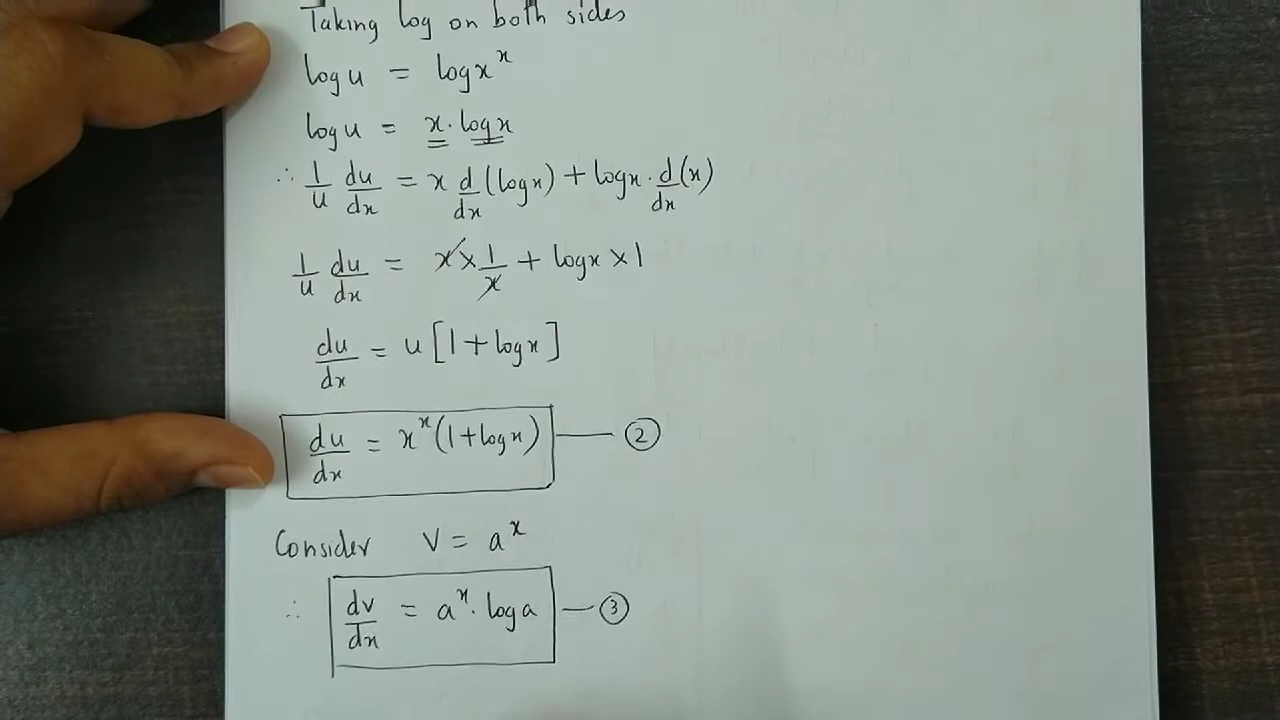 Taking log on both sides
log u = log x^x
log u = x · log x
∴ 1/u du/dx = x d/dx (log x) + log x · d/dx (x)
1/u du/dx = x × 1/x + log x × 1
du/dx = u [1 + log x]
du/dx = x^x (1 + log x) — ②
Consider v = a^x
∴ dv/dx = a^x · log a — ③